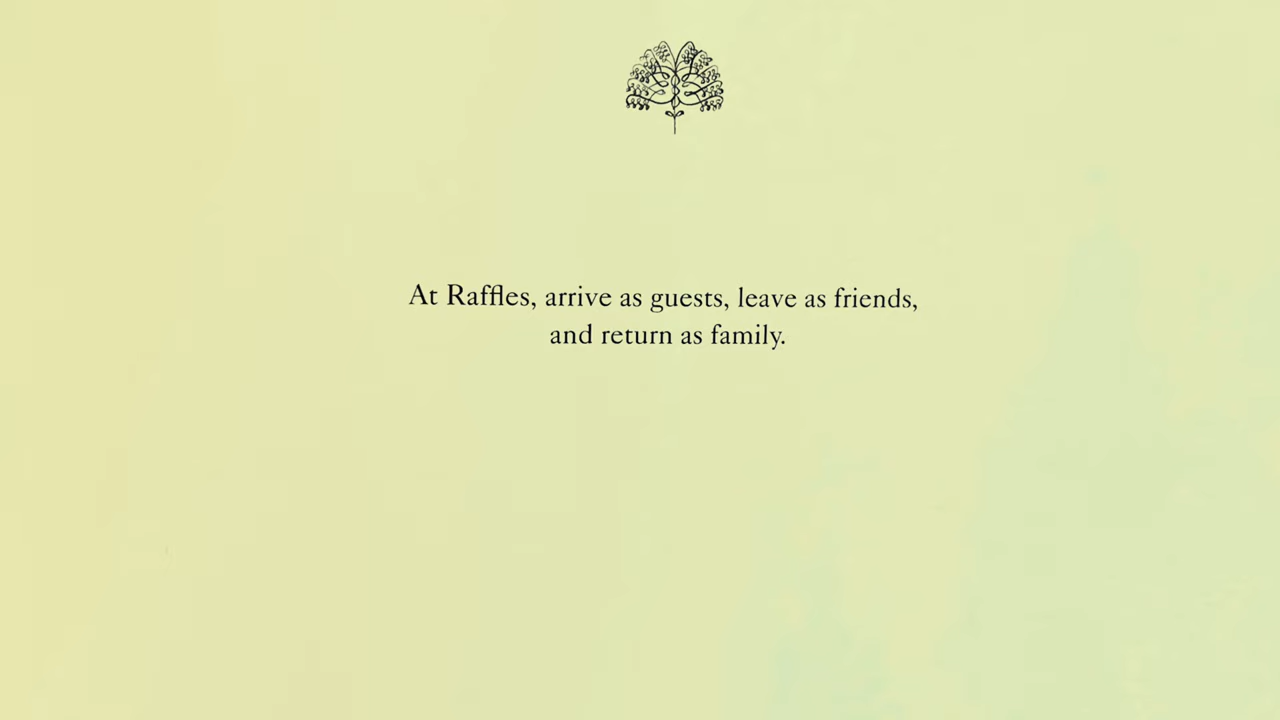 At Raffles, arrive as guests, leave as friends,
and return as family.